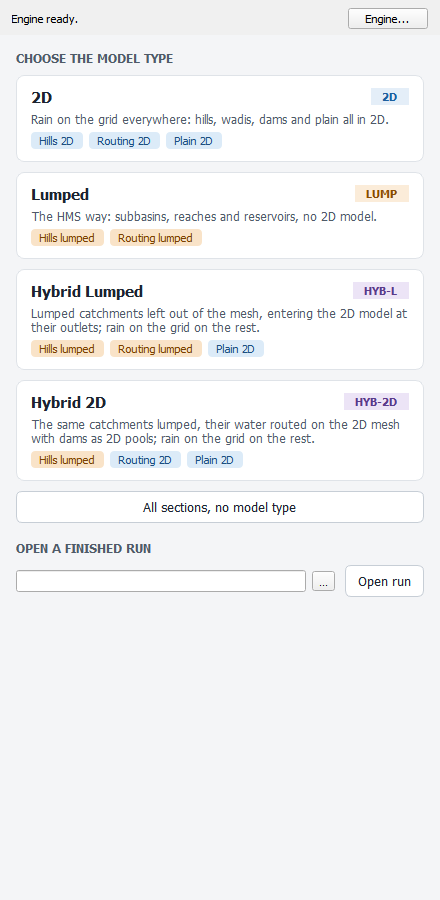 Engine ready.
Engine...
CHOOSE THE MODEL TYPE
2D
2D
Rain on the grid everywhere: hills, wadis, dams and plain all in 2D.
Hills 2D
Routing 2D
Plain 2D
Lumped
LUMP
The HMS way: subbasins, reaches and reservoirs, no 2D model.
Hills lumped
Routing lumped
Hybrid Lumped
HYB-L
Lumped catchments left out of the mesh, entering the 2D model at
their outlets; rain on the grid on the rest.
Hills lumped
Routing lumped
Plain 2D
Hybrid 2D
HYB-2D
The same catchments lumped, their water routed on the 2D mesh
with dams as 2D pools; rain on the grid on the rest.
Hills lumped
Routing 2D
Plain 2D
All sections, no model type
OPEN A FINISHED RUN
...
Open run